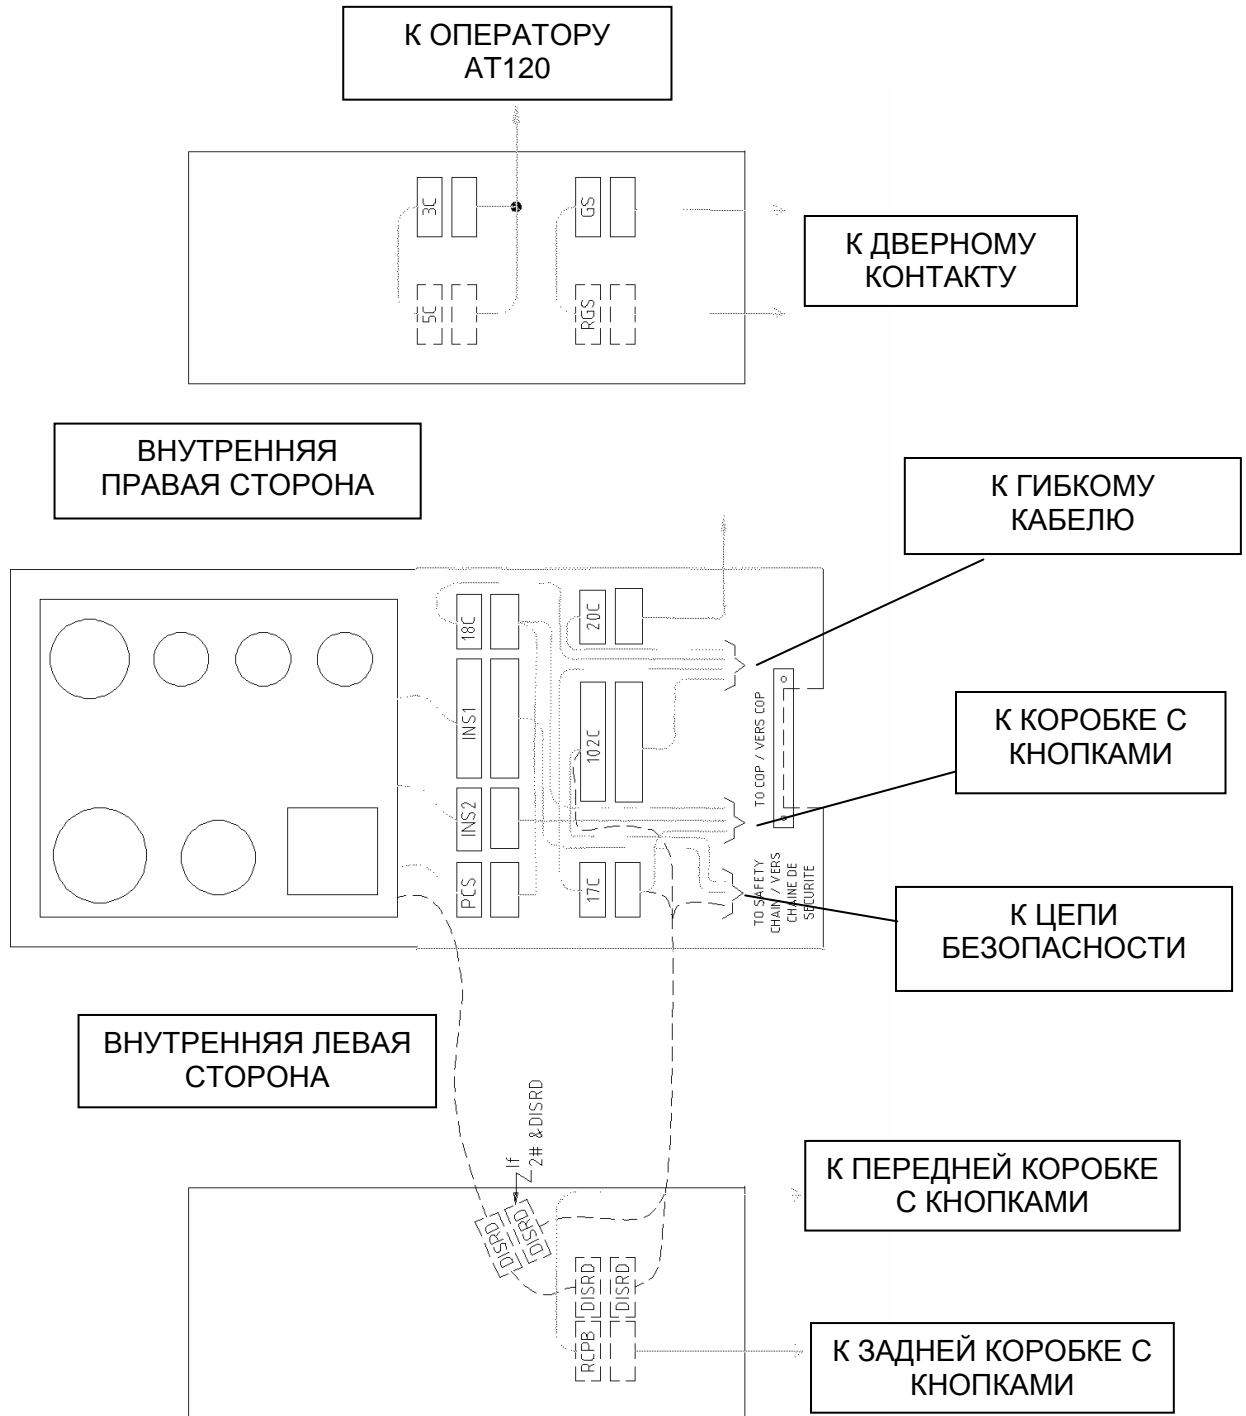 К ОПЕРАТОРУ
AT120
3C
GS
К ДВЕРНОМУ
КОНТАКТУ
5C
RGS
ВНУТРЕННЯЯ
ПРАВАЯ СТОРОНА
К ГИБКОМУ
КАБЕЛЮ
18C
20C
INS1
102C
TO COP / VERS COP
К КОРОБКЕ С
КНОПКАМИ
INS2
PCS
17C
TO SAFETY
CHAIN / VERS
CHAINE DE
SECURITE
К ЦЕПИ
БЕЗОПАСНОСТИ
ВНУТРЕННЯЯ ЛЕВАЯ
СТОРОНА
If
2# &DISRD
К ПЕРЕДНЕЙ КОРОБКЕ
С КНОПКАМИ
DISRD
DISRD
DISRD
DISRD
RCPB
К ЗАДНЕЙ КОРОБКЕ С
КНОПКАМИ